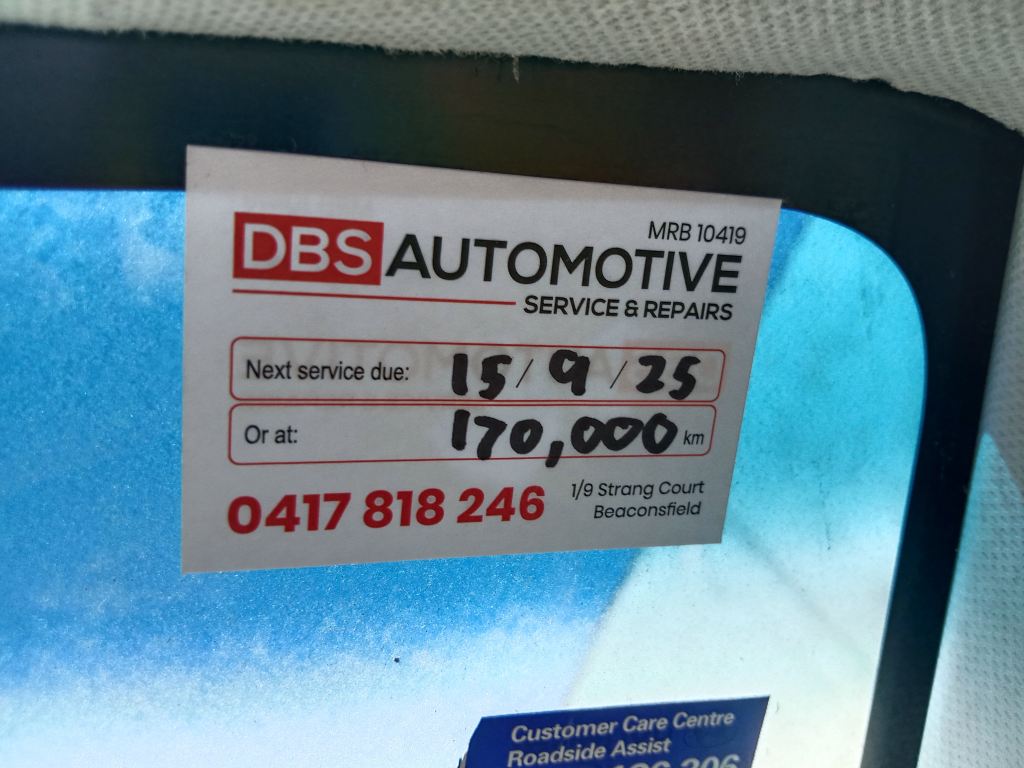 MRB 10419
DBS AUTOMOTIVE
SERVICE & REPAIRS
Next service due: 15/9/25
Or at: 170,000 km
0417 818 246
1/9 Strang Court
Beaconsfield
Customer Care Centre
Roadside Assist